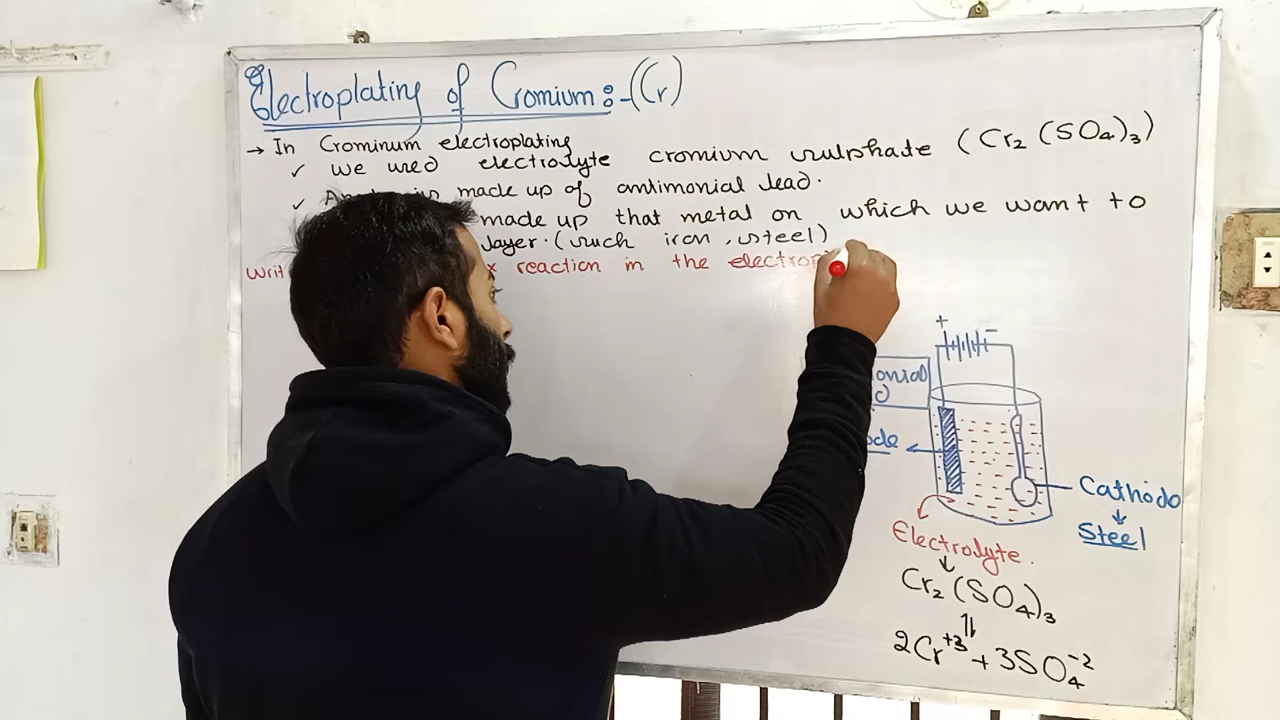 Electroplating of Cromium :-(Cr)
→ In Crominum electroplating
✓ we used electrolyte cromium sulphate (Cr2 (SO4)3)
✓ made up of antimonial lead.
made up that metal on which we want to
layer. (such iron, steel)
reaction in the
+ -
Cathode
↓
Steel
Electrolyte.
↓
Cr2(SO4)3
⇅
2Cr+3 + 3SO4-2